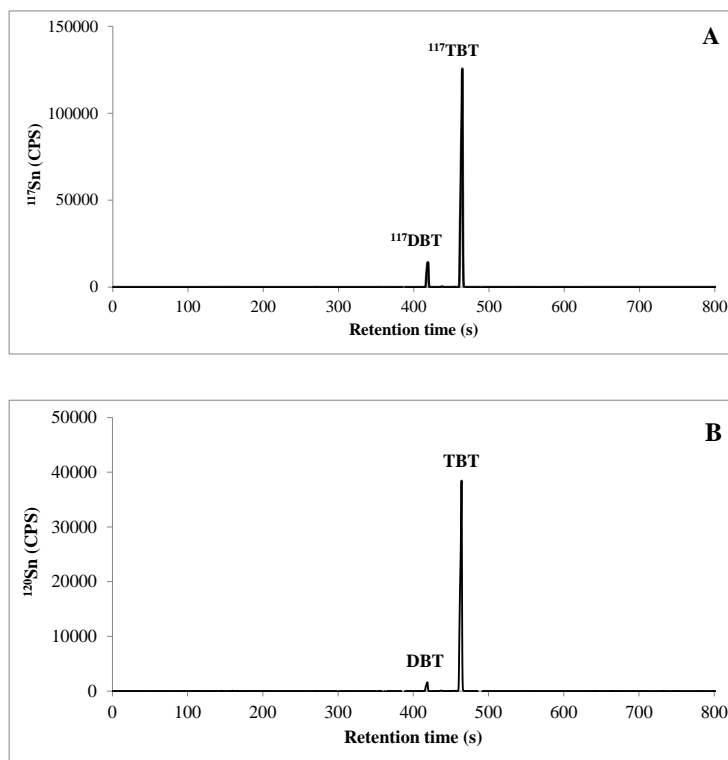 A
150000
¹¹⁷TBT
100000
¹¹⁷Sn (CPS)
50000
¹¹⁷DBT
0
0 100 200 300 400 500 600 700 800
Retention time (s)
B
50000
TBT
40000
30000
¹²⁰Sn (CPS)
20000
10000
DBT
0
0 100 200 300 400 500 600 700 800
Retention time (s)